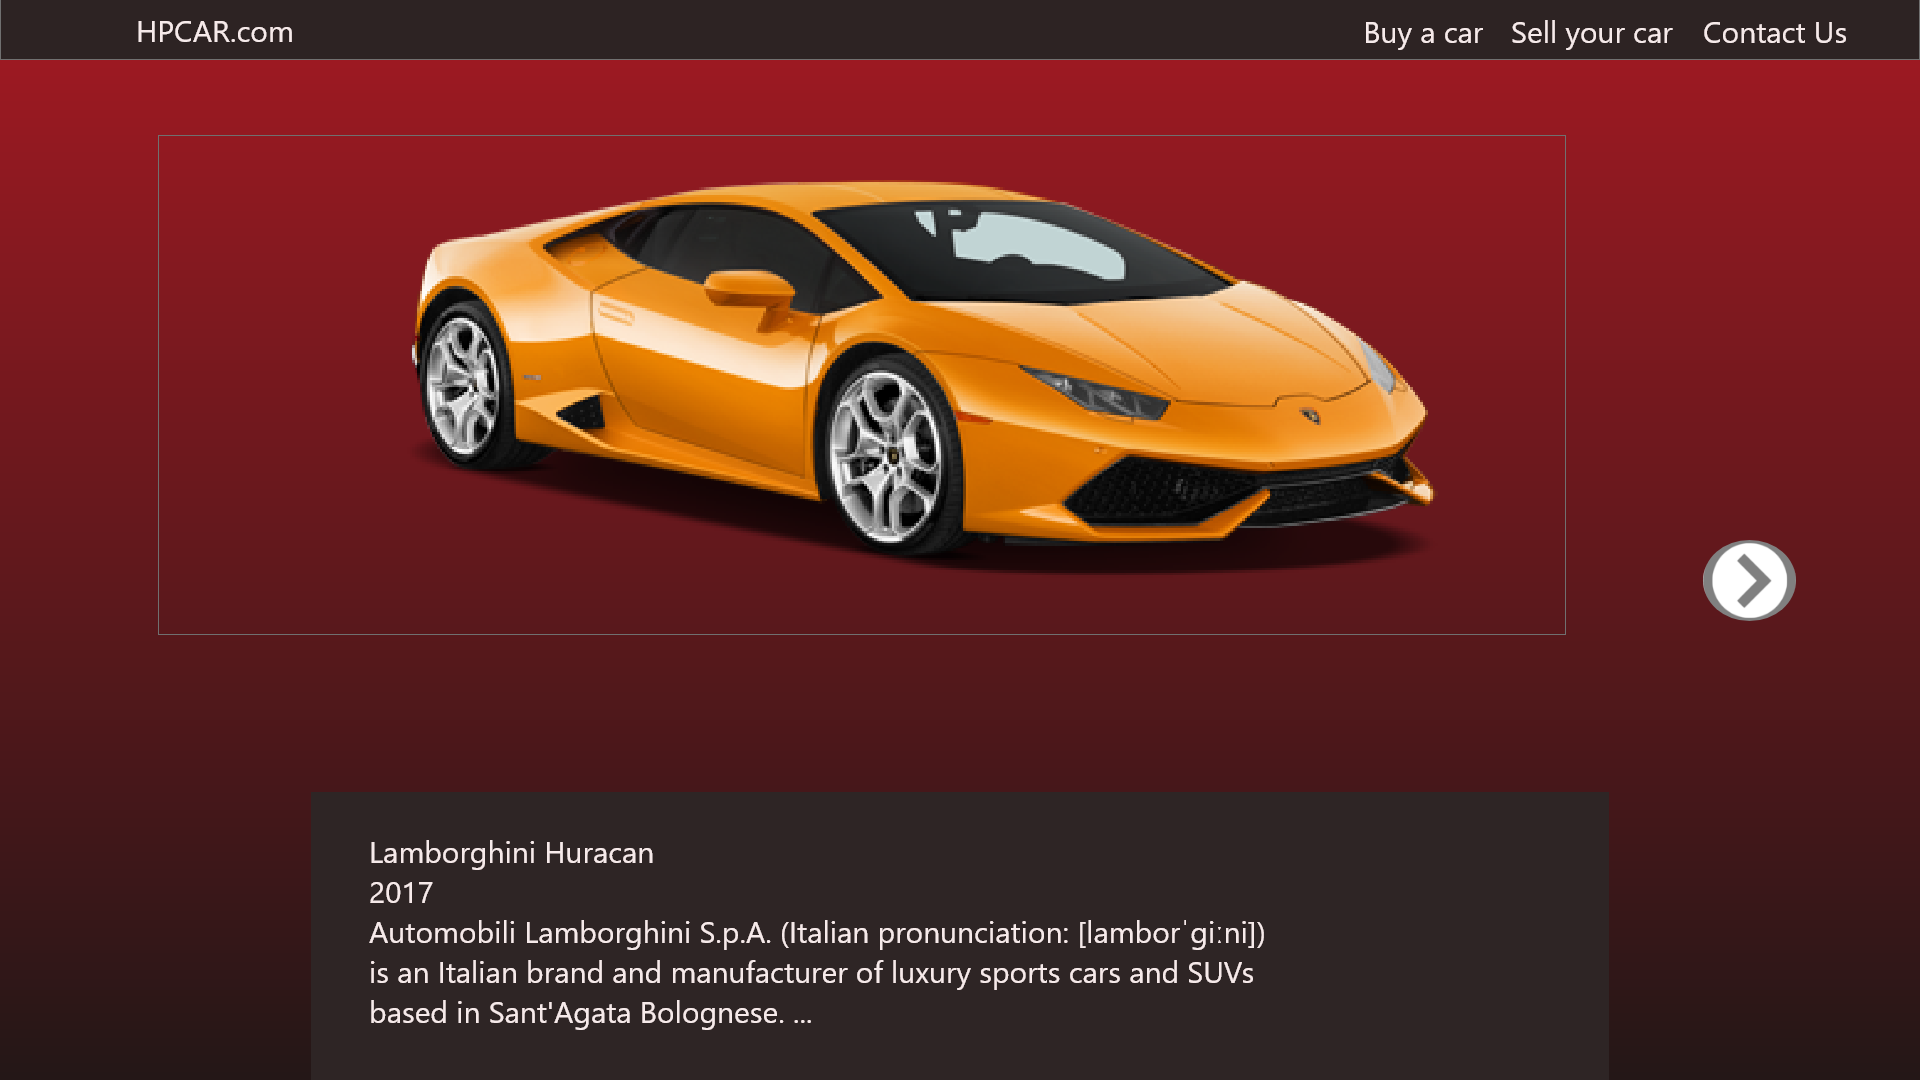 HPCAR.com
Buy a car Sell your car Contact Us
Lamborghini Huracan
2017
Automobili Lamborghini S.p.A. (Italian pronunciation: [lamborˈɡiːni])
is an Italian brand and manufacturer of luxury sports cars and SUVs
based in Sant'Agata Bolognese. ...